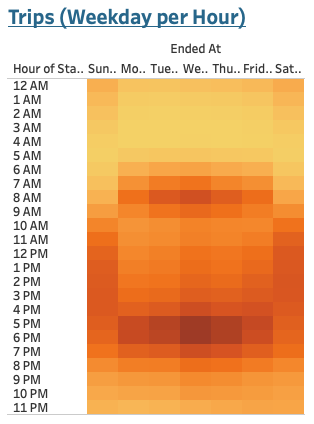 Trips (Weekday per Hour)
Ended At
Hour of Sta.. Sun.. Mo.. Tue.. We.. Thu.. Frid.. Sat..
12 AM
1 AM
2 AM
3 AM
4 AM
5 AM
6 AM
7 AM
8 AM
9 AM
10 AM
11 AM
12 PM
1 PM
2 PM
3 PM
4 PM
5 PM
6 PM
7 PM
8 PM
9 PM
10 PM
11 PM